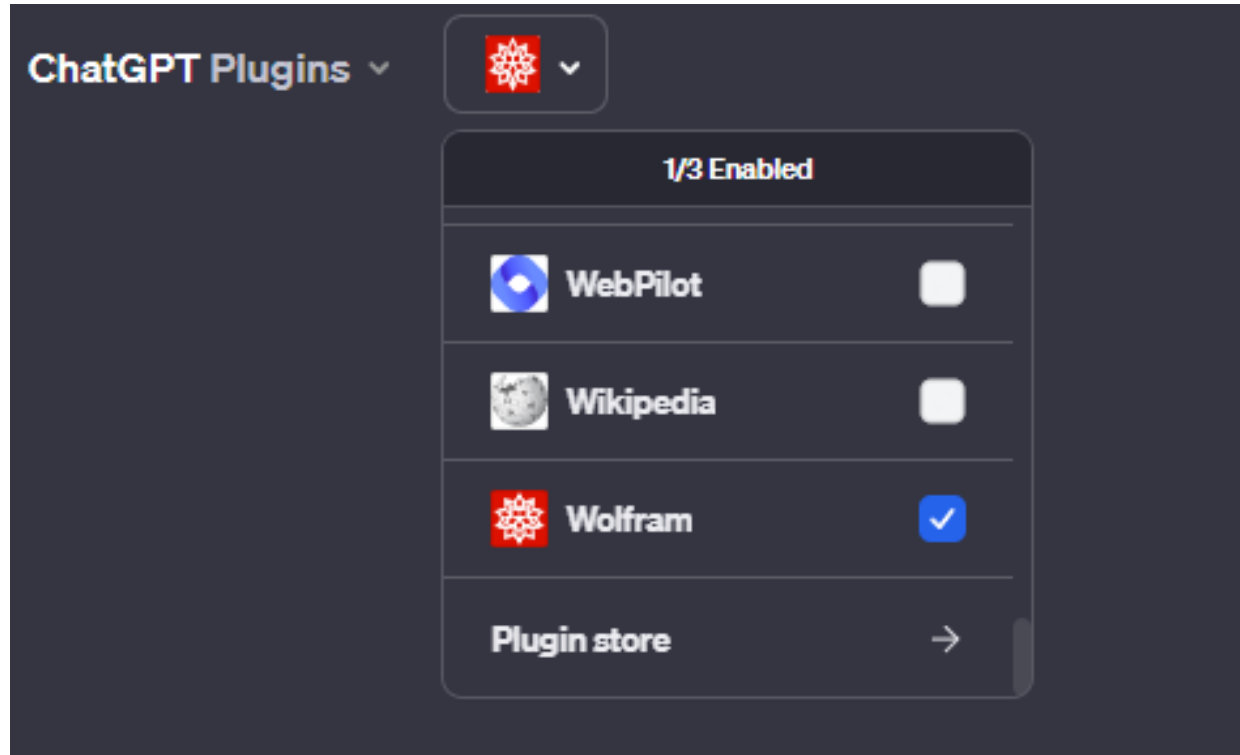 ChatGPT Plugins
1/3 Enabled
WebPilot
Wikipedia
Wolfram
Plugin store